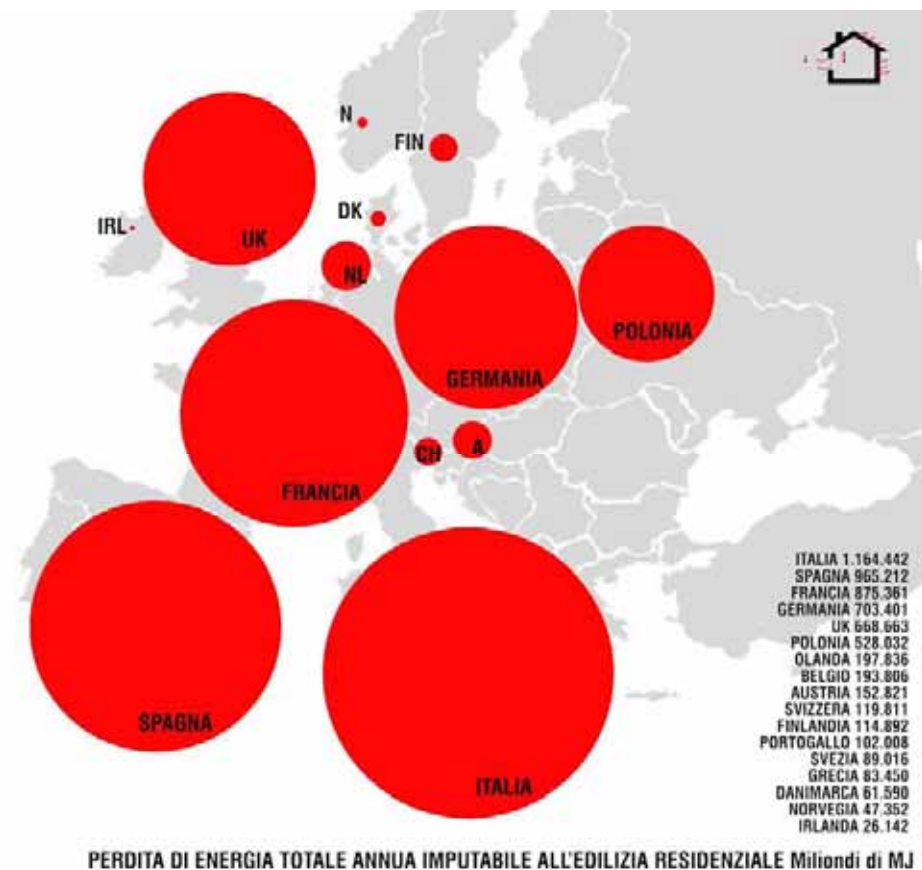 N
FIN
IRL
DK
UK
NL
POLONIA
GERMANIA
CH
A
FRANCIA
SPAGNA
ITALIA
ITALIA 1.164.442
SPAGNA 965.212
FRANCIA 875.361
GERMANIA 703.401
UK 668.663
POLONIA 528.032
OLANDA 197.836
BELGIO 193.806
AUSTRIA 152.821
SVIZZERA 119.811
FINLANDIA 114.892
PORTOGALLO 102.008
SVEZIA 89.016
GRECIA 83.450
DANIMARCA 61.590
NORVEGIA 47.352
IRLANDA 26.142
PERDITA DI ENERGIA TOTALE ANNUA IMPUTABILE ALL'EDILIZIA RESIDENZIALE Miliondi di MJ